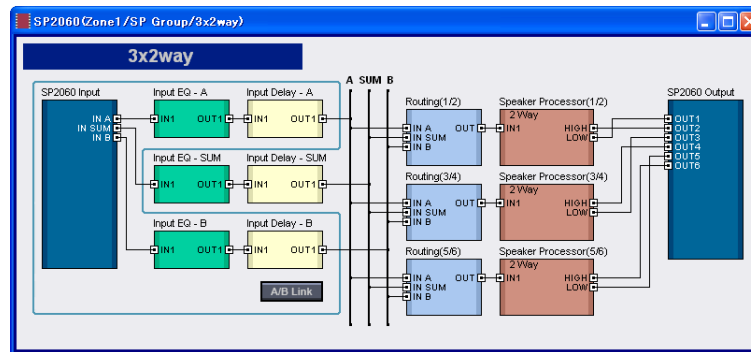 SP2060(Zone1/SP Group/3x2way)
3x2way
A SUM B
SP2060 Input
Input EQ - A
Input Delay - A
IN A
IN SUM
IN B
IN1 OUT1
IN1 OUT1
Input EQ - SUM
Input Delay - SUM
IN1 OUT1
IN1 OUT1
Input EQ - B
Input Delay - B
IN1 OUT1
IN1 OUT1
A/B Link
Routing(1/2)
IN A OUT
IN SUM
IN B
Speaker Processor(1/2)
2 Way
IN1 HIGH
LOW
Routing(3/4)
IN A OUT
IN SUM
IN B
Speaker Processor(3/4)
2 Way
IN1 HIGH
LOW
Routing(5/6)
IN A OUT
IN SUM
IN B
Speaker Processor(5/6)
2 Way
IN1 HIGH
LOW
SP2060 Output
OUT1
OUT2
OUT3
OUT4
OUT5
OUT6